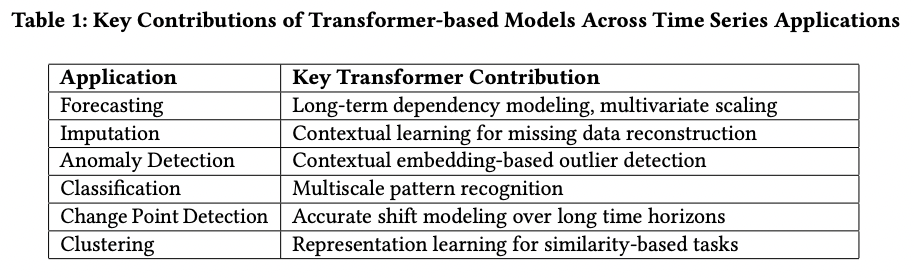 Table 1: Key Contributions of Transformer-based Models Across Time Series Applications
Application Key Transformer Contribution
Forecasting Long-term dependency modeling, multivariate scaling
Imputation Contextual learning for missing data reconstruction
Anomaly Detection Contextual embedding-based outlier detection
Classification Multiscale pattern recognition
Change Point Detection Accurate shift modeling over long time horizons
Clustering Representation learning for similarity-based tasks